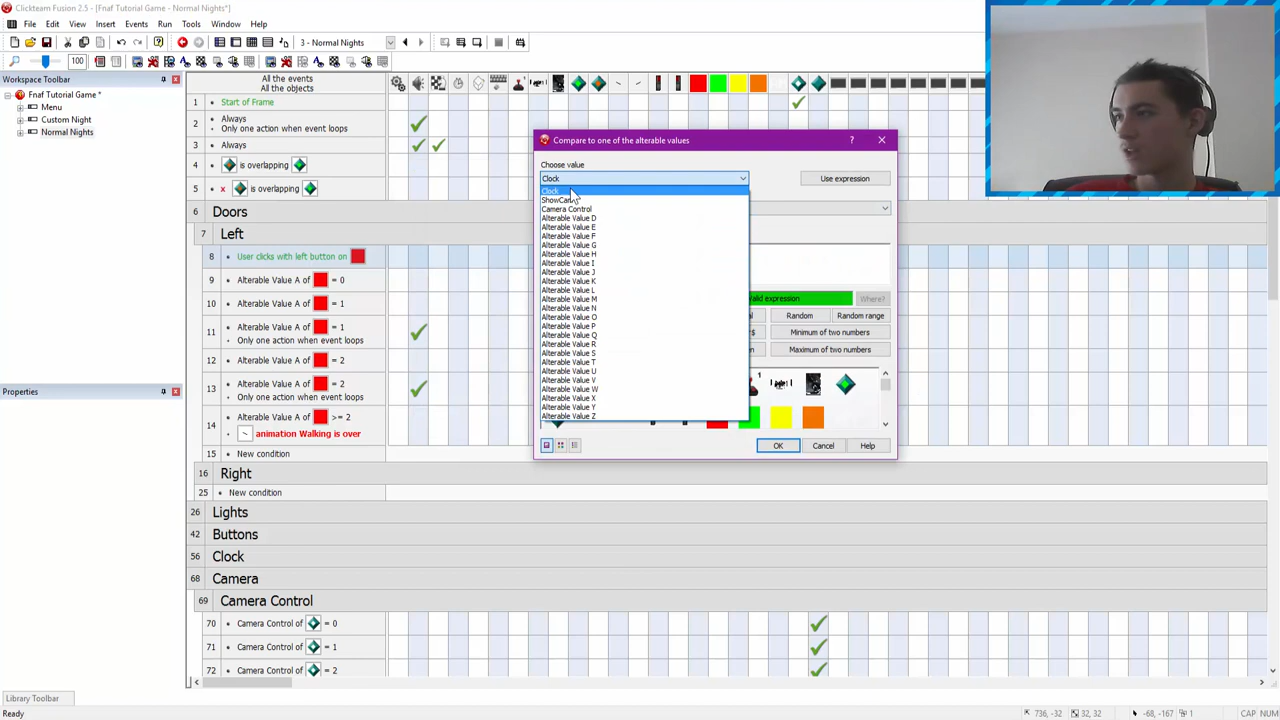 Clickteam Fusion 2.5 - [Fnaf Tutorial Game - Normal Nights*]
File Edit View Insert Events Run Tools Window Help
3 - Normal Nights
100
Workspace Toolbar
Fnaf Tutorial Game *
Menu
Custom Night
Normal Nights
Properties
All the events
All the objects
1 Start of Frame
2 Always
Only one action when event loops
3 Always
4 is overlapping
5 x is overlapping
6 Doors
7 Left
8 User clicks with left button on
9 Alterable Value A of = 0
10 Alterable Value A of = 1
11 Alterable Value A of = 1
Only one action when event loops
12 Alterable Value A of = 2
13 Alterable Value A of = 2
Only one action when event loops
14 Alterable Value A of >= 2
animation Walking is over
15 New condition
16 Right
25 New condition
26 Lights
42 Buttons
56 Clock
68 Camera
69 Camera Control
70 Camera Control of = 0
71 Camera Control of = 1
72 Camera Control of = 2
Compare to one of the alterable values
Choose value
Clock
Use expression
Clock
Camera Control
Alterable Value D
Alterable Value E
Alterable Value F
Alterable Value G
Alterable Value H
Alterable Value I
Alterable Value J
Alterable Value K
Alterable Value L
Alterable Value M
Alterable Value N
Alterable Value O
Alterable Value P
Alterable Value Q
Alterable Value R
Alterable Value S
Alterable Value T
Alterable Value U
Alterable Value V
Alterable Value W
Alterable Value X
Alterable Value Y
Alterable Value Z
expression Where?
Random Random range
Minimum of two numbers
Maximum of two numbers
OK Cancel Help
Library Toolbar
Ready
736, -32 32, 32 -68, -167 1 CAP NUM